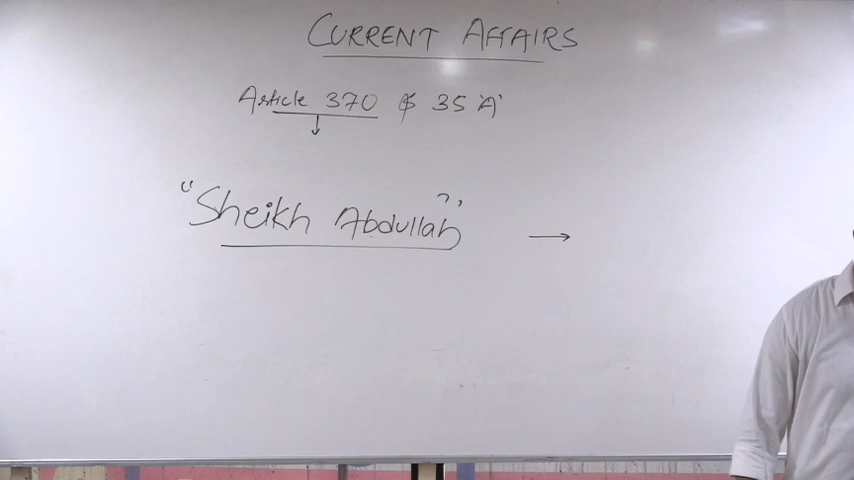 CURRENT AFFAIRS
Article 370 & 35 'A'
"Sheikh Abdullah" →